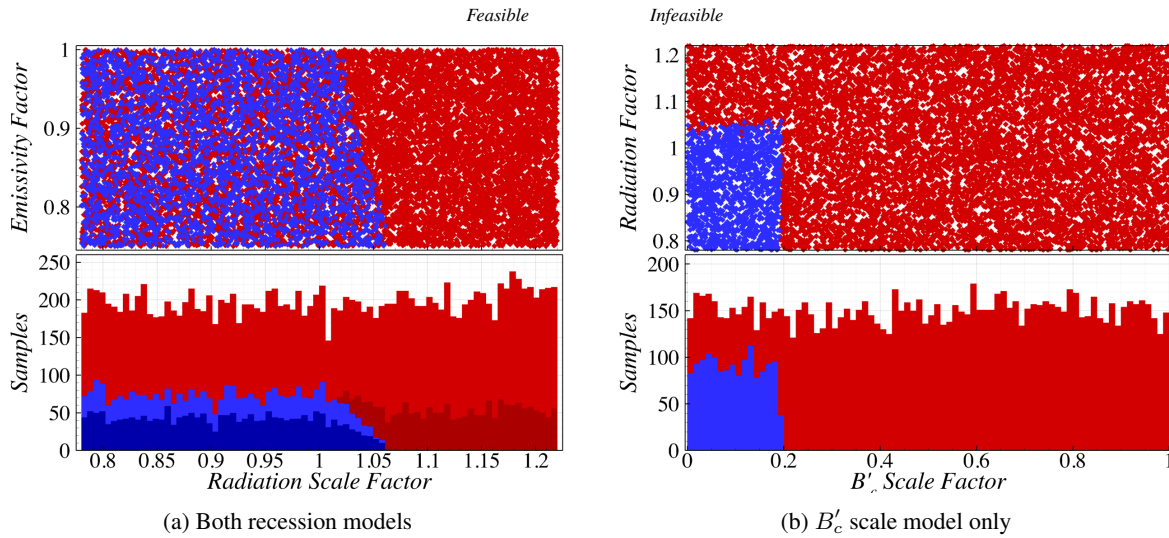 Feasible Infeasible
Emissivity Factor
1
0.9
0.8
Samples
250
200
150
100
50
0
0.8 0.85 0.9 0.95 1 1.05 1.1 1.15 1.2
Radiation Scale Factor
(a) Both recession models
Radiation Factor
1.2
1.1
1
0.9
0.8
Samples
200
150
100
50
0
0 0.2 0.4 0.6 0.8 1
B'c Scale Factor
(b) B′c scale model only